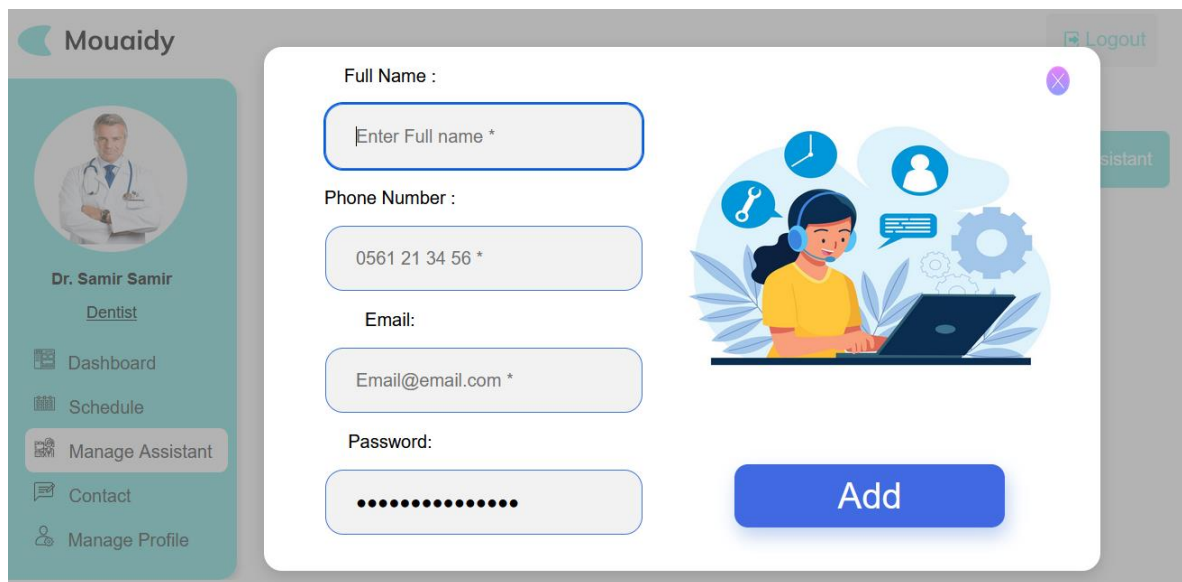 Mouaidy
Logout
Dr. Samir Samir
Dentist
Dashboard
Schedule
Manage Assistant
Contact
Manage Profile
sistant
Full Name :
Enter Full name *
Phone Number :
0561 21 34 56 *
Email:
Email@email.com *
Password:
•••••••••••••••
Add
X